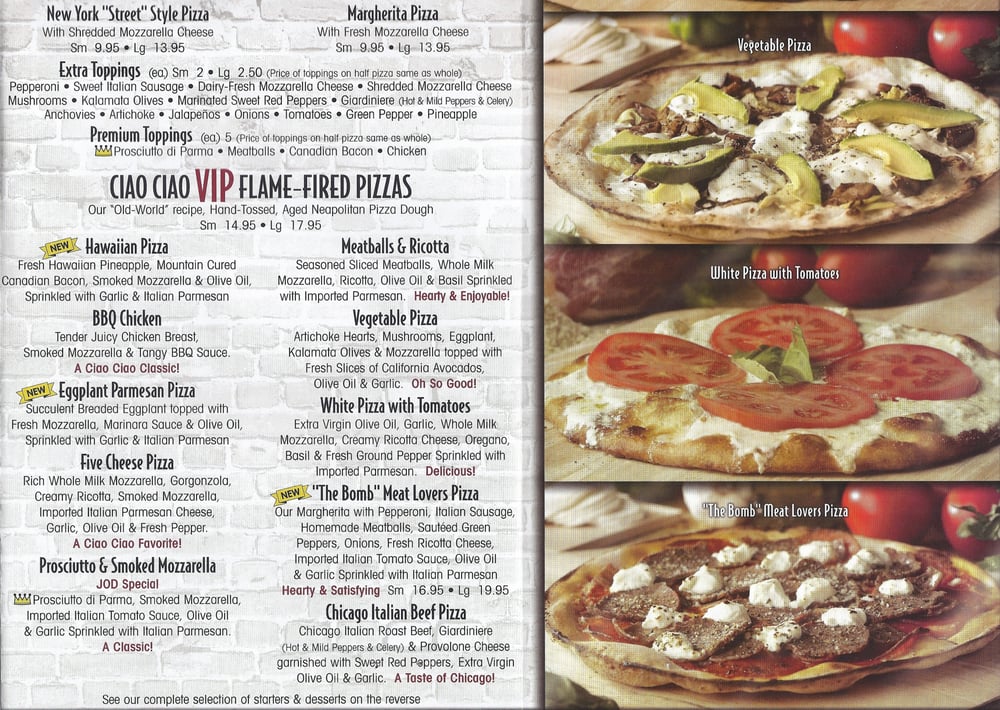 New York "Street" Style Pizza
With Shredded Mozzarella Cheese
Sm 9.95 • Lg 13.95
Margherita Pizza
With Fresh Mozzarella Cheese
Sm 9.95 • Lg 13.95
Extra Toppings (ea.) Sm 2 • Lg 2.50 (Price of toppings on half pizza same as whole)
Pepperoni • Sweet Italian Sausage • Dairy-Fresh Mozzarella Cheese • Shredded Mozzarella Cheese
Mushrooms • Kalamata Olives • Marinated Sweet Red Peppers • Giardiniere (Hot & Mild Peppers & Celery)
Anchovies • Artichoke • Jalapeños • Onions • Tomatoes • Green Pepper • Pineapple
Premium Toppings (ea.) 5 (Price of toppings on half pizza same as whole)
Prosciutto di Parma • Meatballs • Canadian Bacon • Chicken
CIAO CIAO VIP FLAME-FIRED PIZZAS
Our "Old-World" recipe, Hand-Tossed, Aged Neapolitan Pizza Dough
Sm 14.95 • Lg 17.95
NEW Hawaiian Pizza
Fresh Hawaiian Pineapple, Mountain Cured
Canadian Bacon, Smoked Mozzarella & Olive Oil,
Sprinkled with Garlic & Italian Parmesan
BBQ Chicken
Tender Juicy Chicken Breast,
Smoked Mozzarella & Tangy BBQ Sauce.
A Ciao Ciao Classic!
NEW Eggplant Parmesan Pizza
Succulent Breaded Eggplant topped with
Fresh Mozzarella, Marinara Sauce & Olive Oil,
Sprinkled with Garlic & Italian Parmesan
Five Cheese Pizza
Rich Whole Milk Mozzarella, Gorgonzola,
Creamy Ricotta, Smoked Mozzarella,
Imported Italian Parmesan Cheese,
Garlic, Olive Oil & Fresh Pepper.
A Ciao Ciao Favorite!
Prosciutto & Smoked Mozzarella
JOD Special
Prosciutto di Parma, Smoked Mozzarella,
Imported Italian Tomato Sauce, Olive Oil
& Garlic Sprinkled with Italian Parmesan.
A Classic!
Meatballs & Ricotta
Seasoned Sliced Meatballs, Whole Milk
Mozzarella, Ricotta, Olive Oil & Basil Sprinkled
with Imported Parmesan. Hearty & Enjoyable!
Vegetable Pizza
Artichoke Hearts, Mushrooms, Eggplant,
Kalamata Olives & Mozzarella topped with
Fresh Slices of California Avocados,
Olive Oil & Garlic. Oh So Good!
White Pizza with Tomatoes
Extra Virgin Olive Oil, Garlic, Whole Milk
Mozzarella, Creamy Ricotta Cheese, Oregano,
Basil & Fresh Ground Pepper Sprinkled with
Imported Parmesan. Delicious!
NEW "The Bomb" Meat Lovers Pizza
Our Margherita with Pepperoni, Italian Sausage,
Homemade Meatballs, Sautéed Green
Peppers, Onions, Fresh Ricotta Cheese,
Imported Italian Tomato Sauce, Olive Oil
& Garlic Sprinkled with Italian Parmesan
Hearty & Satisfying Sm 16.95 • Lg 19.95
Chicago Italian Beef Pizza
Chicago Italian Roast Beef, Giardiniere
(Hot & Mild Peppers & Celery) & Provolone Cheese
garnished with Sweet Red Peppers, Extra Virgin
Olive Oil & Garlic. A Taste of Chicago!
See our complete selection of starters & desserts on the reverse
Vegetable Pizza
White Pizza with Tomatoes
"The Bomb" Meat Lovers Pizza